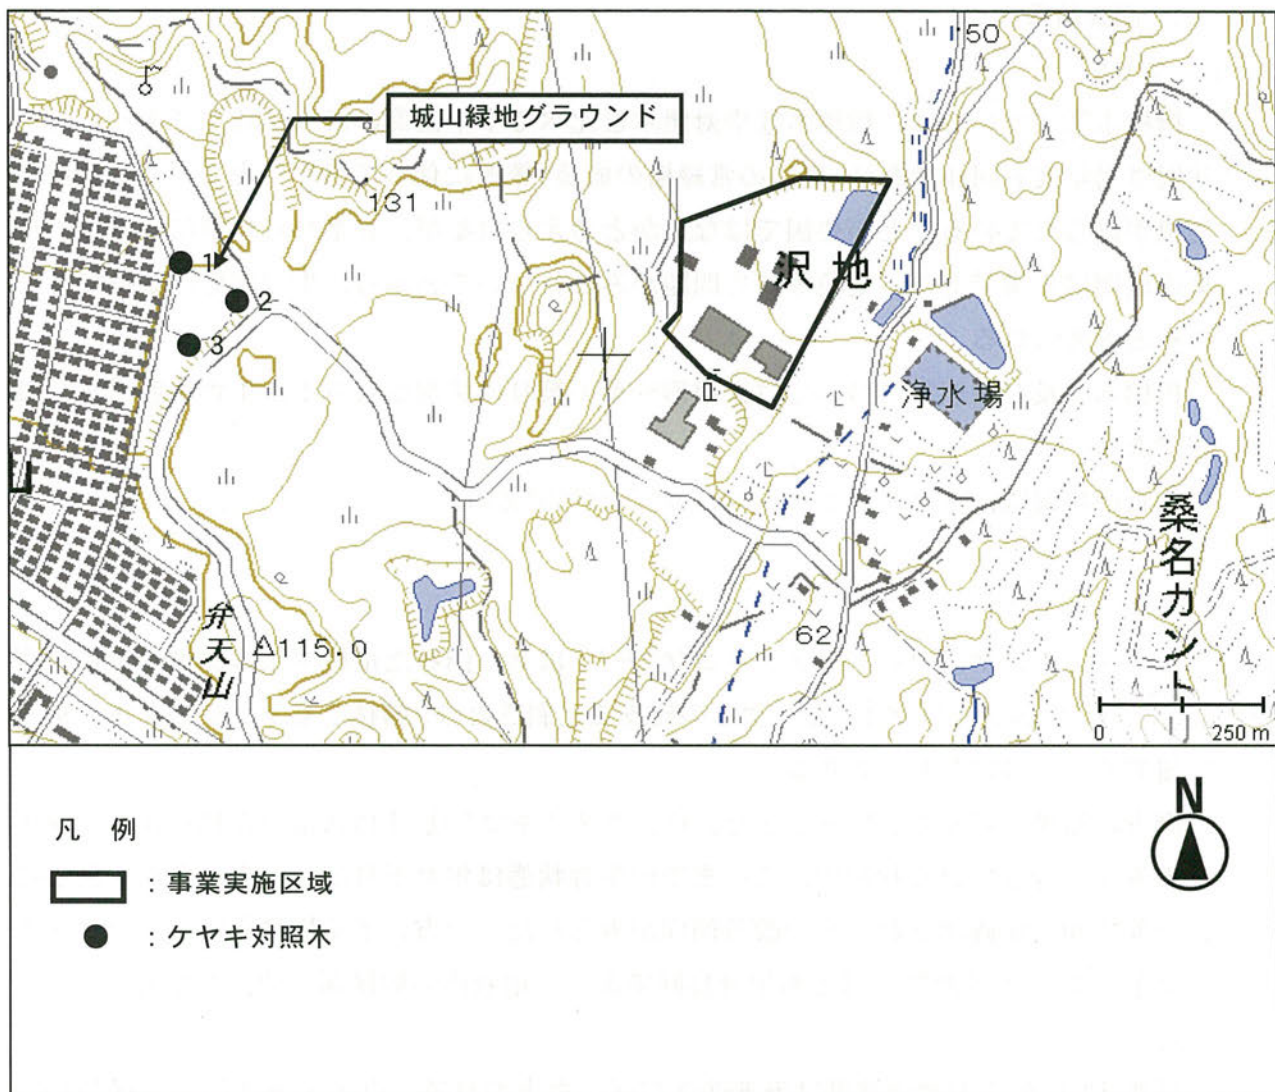 50
城山緑地グラウンド
131
1
沢地
2
3
浄水場
桑名カントリー
弁天山
115.0
62
0 250 m
N
凡 例
: 事業実施区域
: ケヤキ対照木